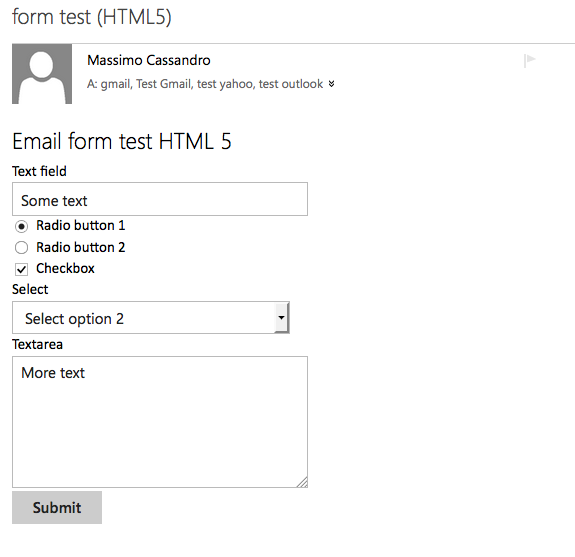 form test (HTML5)
Massimo Cassandro
A: gmail, Test Gmail, test yahoo, test outlook
Email form test HTML 5
Text field
Some text
Radio button 1
Radio button 2
Checkbox
Select
Select option 2
Textarea
More text
Submit